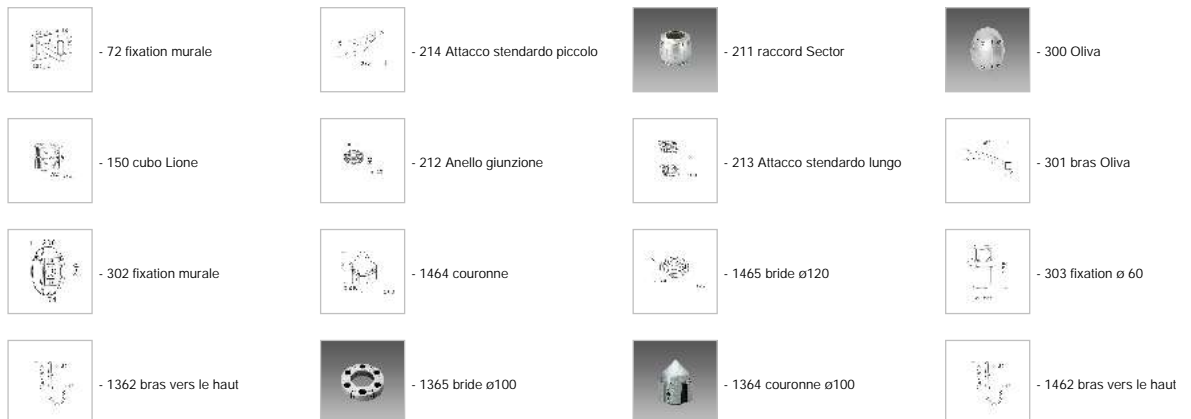 - 72 fixation murale
- 214 Attacco stendardo piccolo
- 211 raccord Sector
- 300 Oliva
- 150 cubo Lione
- 212 Anello giunzione
- 213 Attacco stendardo lungo
- 301 bras Oliva
- 302 fixation murale
- 1464 couronne
- 1465 bride ø120
- 303 fixation ø 60
- 1362 bras vers le haut
- 1365 bride ø100
- 1364 couronne ø100
- 1462 bras vers le haut